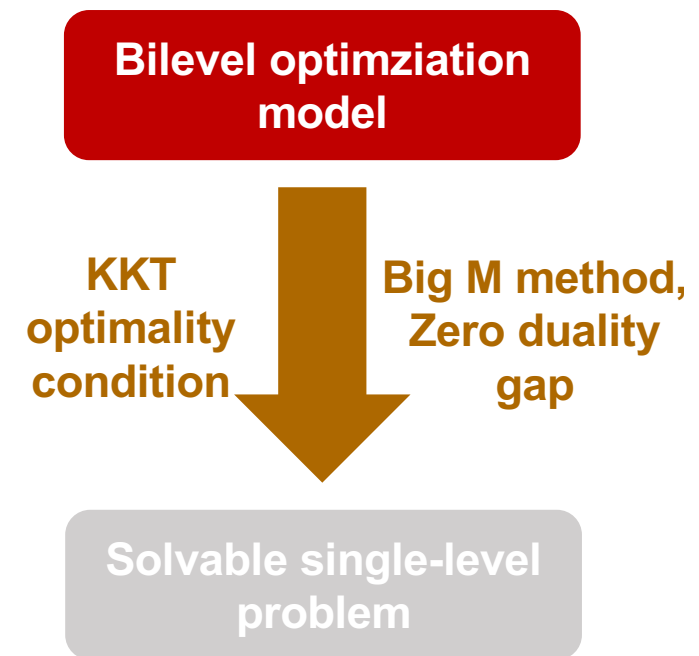 Bilevel optimziation
model
KKT
optimality
condition
Big M method,
Zero duality
gap
Solvable single-level
problem